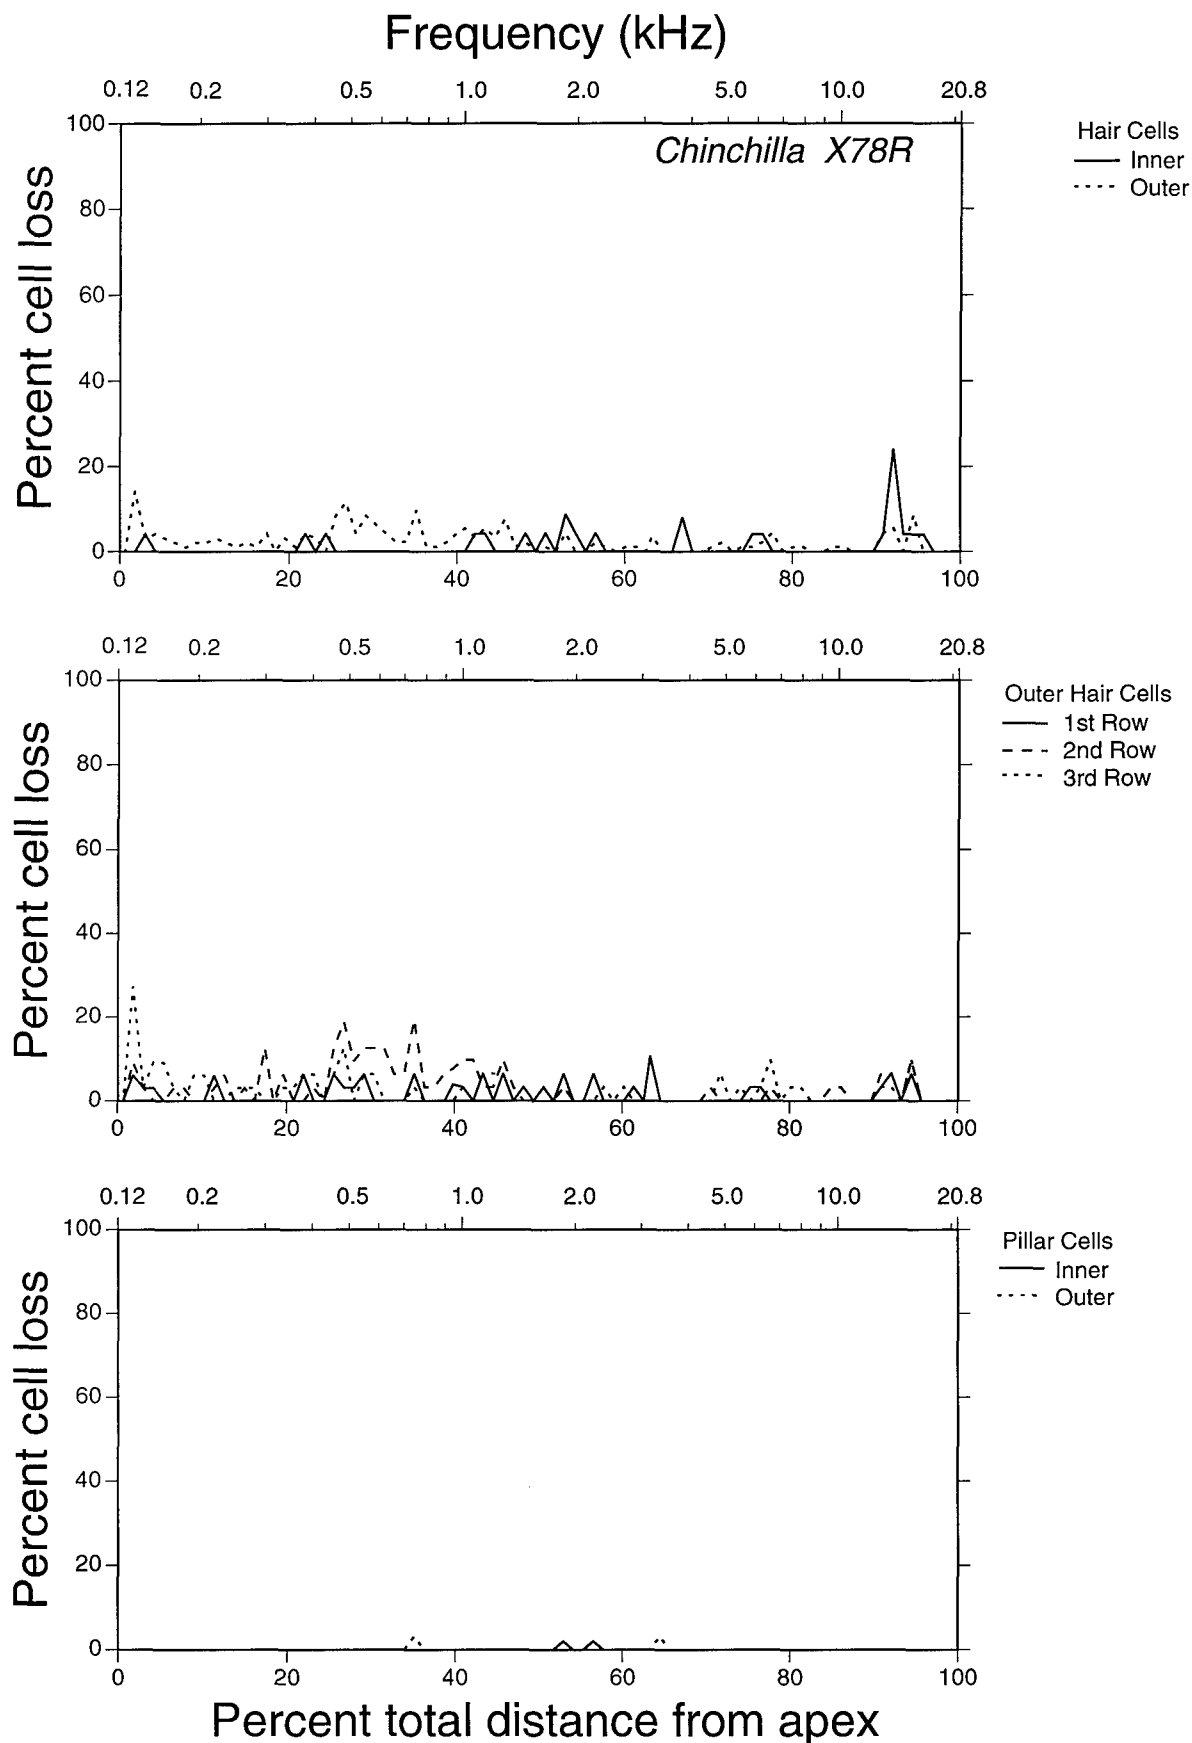 Frequency (kHz)
0.12 0.2 0.5 1.0 2.0 5.0 10.0 20.8
Chinchilla X78R
Hair Cells
Inner
Outer
Percent cell loss
100
80
60
40
20
0
0 20 40 60 80 100
0.12 0.2 0.5 1.0 2.0 5.0 10.0 20.8
Outer Hair Cells
1st Row
2nd Row
3rd Row
Percent cell loss
100
80
60
40
20
0
0 20 40 60 80 100
0.12 0.2 0.5 1.0 2.0 5.0 10.0 20.8
Pillar Cells
Inner
Outer
Percent cell loss
100
80
60
40
20
0
0 20 40 60 80 100
Percent total distance from apex